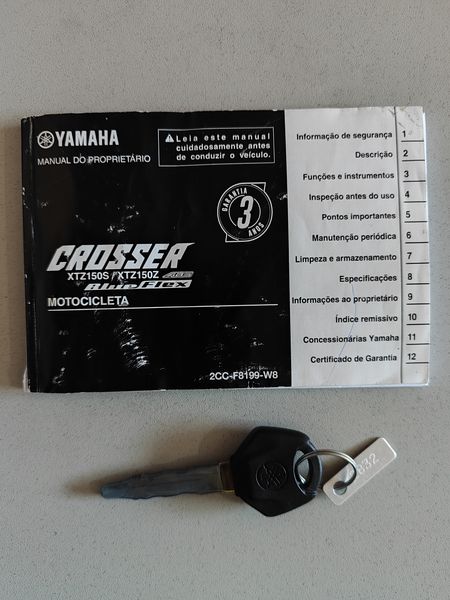 YAMAHA
MANUAL DO PROPRIETÁRIO
Leia este manual
cuidadosamente antes
de conduzir o veículo.
GARANTIA
3
ANOS
CROSSER
XTZ150S / XTZ150Z ABS
BlueFlex
MOTOCICLETA
2CC-F8199-W8
Informação de segurança 1
Descrição 2
Funções e instrumentos 3
Inspeção antes do uso 4
Pontos importantes 5
Manutenção periódica 6
Limpeza e armazenamento 7
Especificações 8
Informações ao proprietário 9
Índice remissivo 10
Concessionárias Yamaha 11
Certificado de Garantia 12